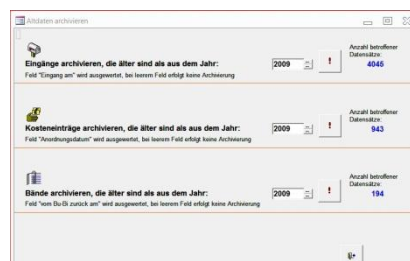 Altdaten archivieren
Anzahl betroffener
Datensätze:
Eingänge archivieren, die älter sind als aus dem Jahr: 2009 ! 4045
Feld "Eingang am" wird ausgewertet, bei leerem Feld erfolgt keine Archivierung
Anzahl betroffener
Datensätze:
Kosteneinträge archivieren, die älter sind als aus dem Jahr: 2009 ! 943
Feld "Anordnungsdatum" wird ausgewertet, bei leerem Feld erfolgt keine Archivierung
Anzahl betroffener
Datensätze:
Bände archivieren, die älter sind als aus dem Jahr: 2009 ! 194
Feld "vom Bu-Bi zurück am" wird ausgewertet, bei leerem Feld erfolgt keine Archivierung